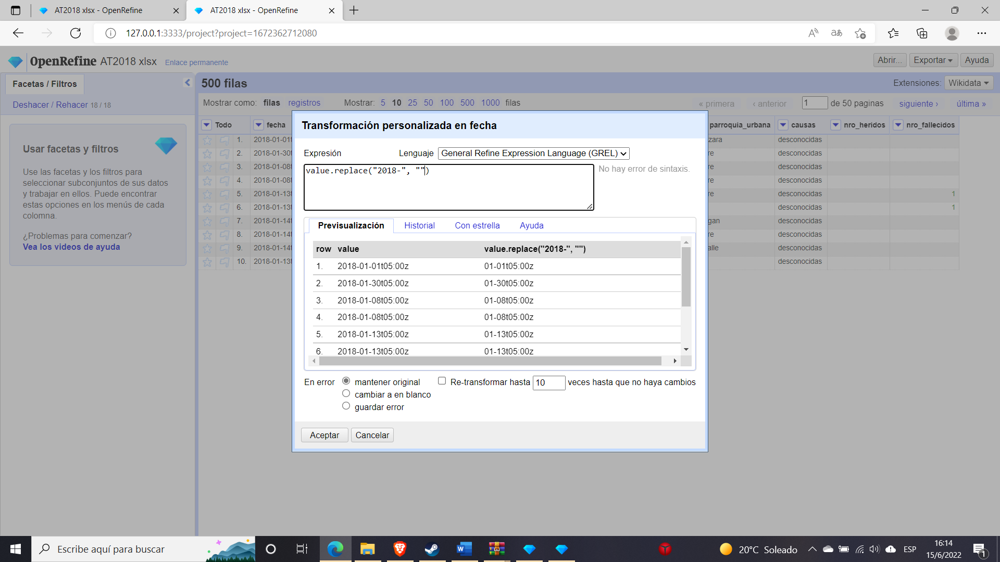 AT2018 xlsx - OpenRefine
AT2018 xlsx - OpenRefine
127.0.0.1:3333/project?project=1672362712080
OpenRefine AT2018 xlsx Enlace permanente
Abrir... Exportar Ayuda
Facetas / Filtros
Deshacer / Rehacer 18 / 18
Usar facetas y filtros
Use las facetas y los filtros para
seleccionar subconjuntos de sus datos
y trabajar en ellos. Puede encontrar
estas opciones en los menús de cada
colomna.
¿Problemas para comenzar?
Vea los videos de ayuda
500 filas
Extensiones: Wikidata
Mostrar como: filas registros Mostrar: 5 10 25 50 100 500 1000 filas
« primera ‹ anterior 1 de 50 paginas siguiente › última »
Todo fecha parroquia_urbana causas nro_heridos nro_fallecidos
1. 2018-01-01t zara desconocidas
2. 2018-01-30t re desconocidas
3. 2018-01-08t re desconocidas
4. 2018-01-08t re desconocidas
5. 2018-01-13t re desconocidas 1
6. 2018-01-13t desconocidas 1
7. 2018-01-14t gan desconocidas
8. 2018-01-14t re desconocidas
9. 2018-01-14t alle desconocidas
10. 2018-01-13t desconocidas
Transformación personalizada en fecha
Expresión Lenguaje General Refine Expression Language (GREL)
value.replace("2018-", "")
No hay error de sintaxis.
Previsualización Historial Con estrella Ayuda
row value value.replace("2018-", "")
1. 2018-01-01t05:00z 01-01t05:00z
2. 2018-01-30t05:00z 01-30t05:00z
3. 2018-01-08t05:00z 01-08t05:00z
4. 2018-01-08t05:00z 01-08t05:00z
5. 2018-01-13t05:00z 01-13t05:00z
6. 2018-01-13t05:00z 01-13t05:00z
En error mantener original Re-transformar hasta 10 veces hasta que no haya cambios
cambiar a en blanco
guardar error
Aceptar Cancelar
Escribe aquí para buscar
20°C Soleado
ESP
16:14
15/6/2022
1